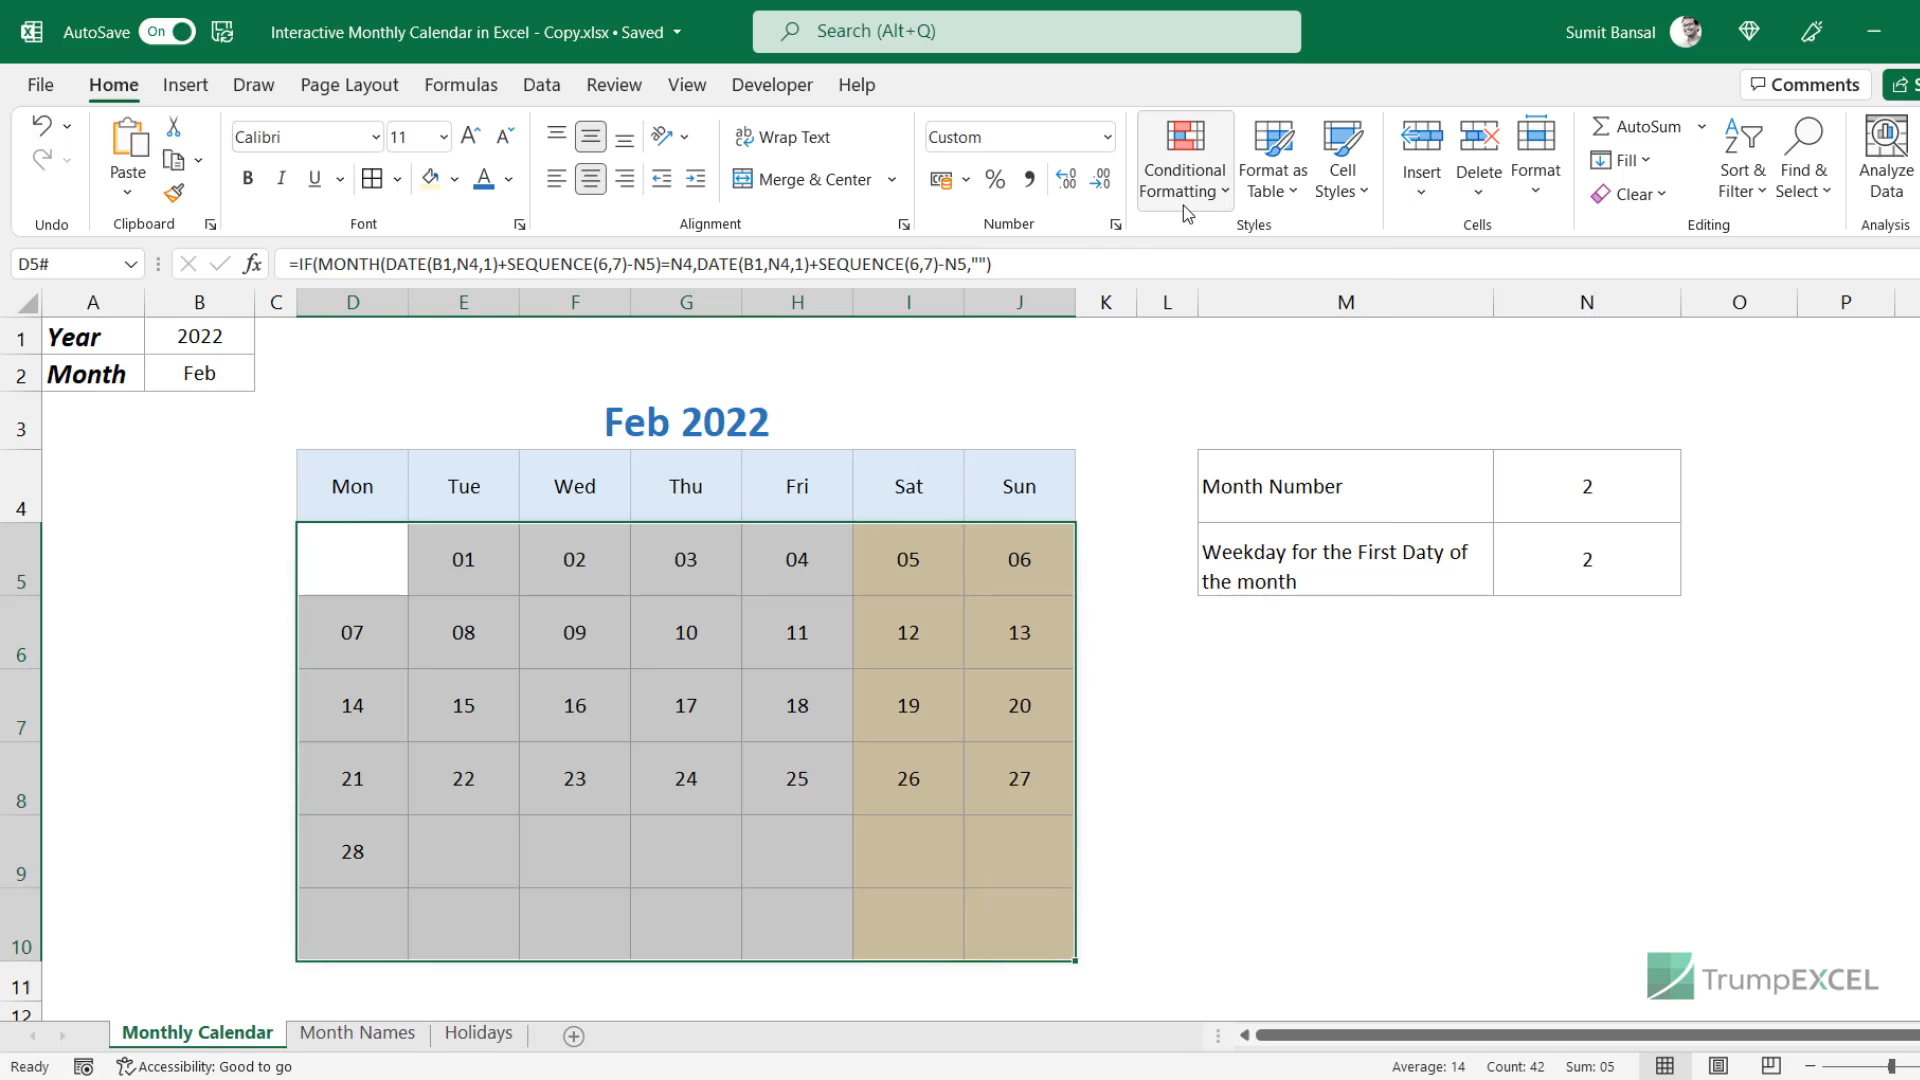 AutoSave On Interactive Monthly Calendar in Excel - Copy.xlsx • Saved Search (Alt+Q) Sumit Bansal
File Home Insert Draw Page Layout Formulas Data Review View Developer Help Comments
Paste Calibri 11 Wrap Text Custom Conditional Formatting Format as Table Cell Styles Insert Delete Format AutoSum Sort & Filter Find & Select Analyze Data
B I U Merge & Center % Fill Clear
Undo Clipboard Font Alignment Number Styles Cells Editing Analysis
D5# fx =IF(MONTH(DATE(B1,N4,1)+SEQUENCE(6,7)-N5)=N4,DATE(B1,N4,1)+SEQUENCE(6,7)-N5,"")
A B C D E F G H I J K L M N O P
1 Year 2022
2 Month Feb
3 Feb 2022
4 Mon Tue Wed Thu Fri Sat Sun Month Number 2
5 01 02 03 04 05 06 Weekday for the First Daty of the month 2
6 07 08 09 10 11 12 13
7 14 15 16 17 18 19 20
8 21 22 23 24 25 26 27
9 28
10
11
12
TrumpEXCEL
Monthly Calendar Month Names Holidays
Ready Accessibility: Good to go Average: 14 Count: 42 Sum: 05